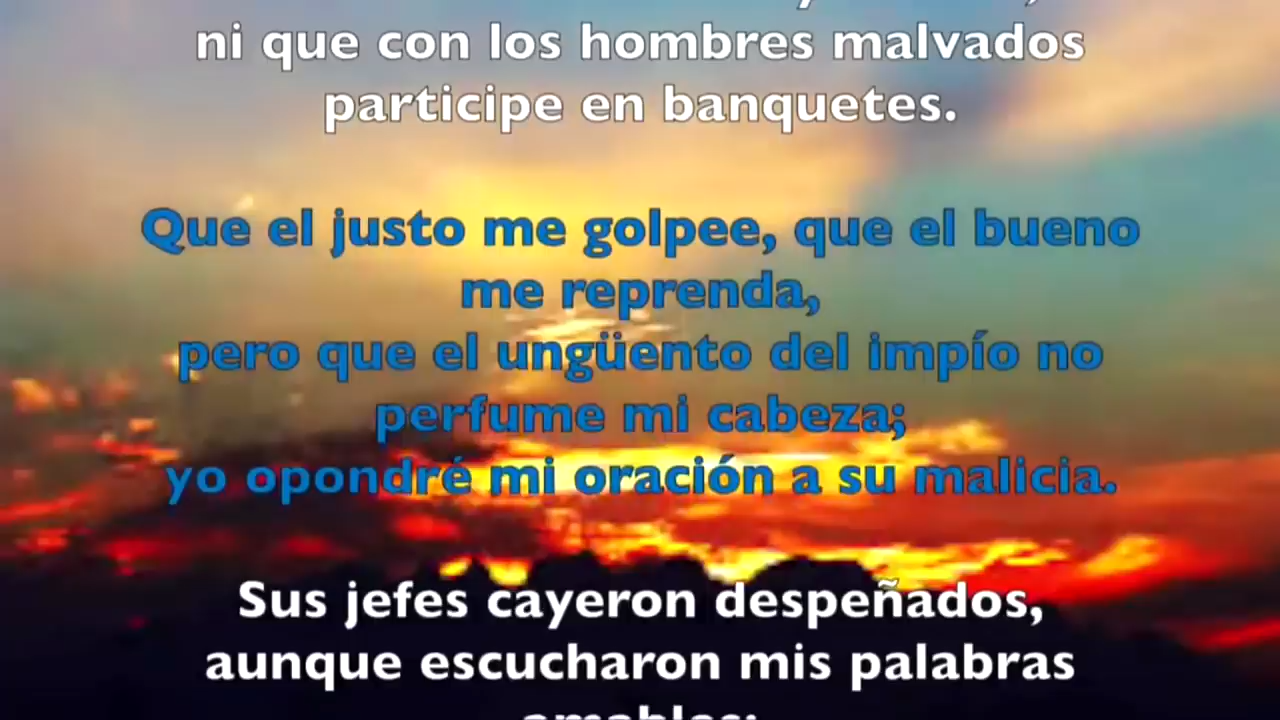 ni que con los hombres malvados
participe en banquetes.
Que el justo me golpee, que el bueno
me reprenda,
pero que el ungüento del impío no
perfume mi cabeza;
yo opondré mi oración a su malicia.
Sus jefes cayeron despeñados,
aunque escucharon mis palabras